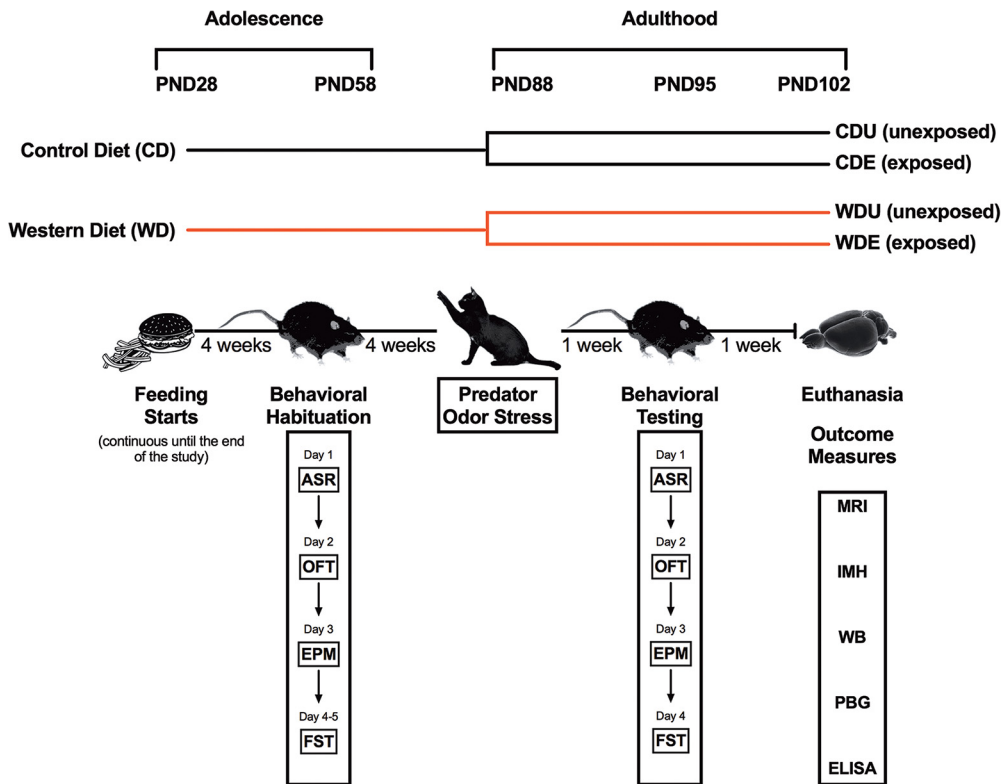 Adolescence
Adulthood
PND28
PND58
PND88
PND95
PND102
Control Diet (CD)
CDU (unexposed)
CDE (exposed)
Western Diet (WD)
WDU (unexposed)
WDE (exposed)
4 weeks
4 weeks
1 week
1 week
Feeding
Starts
(continuous until the end
of the study)
Behavioral
Habituation
Day 1
ASR
Day 2
OFT
Day 3
EPM
Day 4-5
FST
Predator
Odor Stress
Behavioral
Testing
Day 1
ASR
Day 2
OFT
Day 3
EPM
Day 4
FST
Euthanasia
Outcome
Measures
MRI
IMH
WB
PBG
ELISA